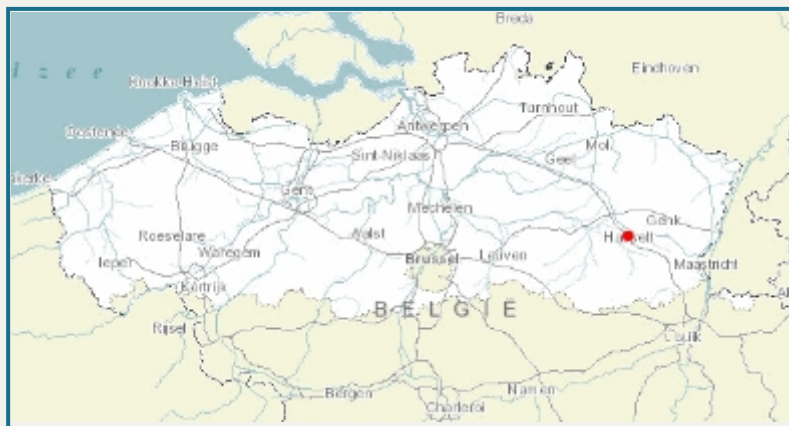 Breda
d z e e
Eindhoven
Knokke-Heist
Turnhout
Oostende
Antwerpen
Brugge
Mol
Sint-Niklaas
Geel
Gent
Mechelen
Genk
Roeselare
Aalst
Hasselt
Waregem
Brussel
Leuven
Ieper
Maastricht
Kortrijk
BELGIË
Rijsel
Luik
Bergen
Namen
Charleroi